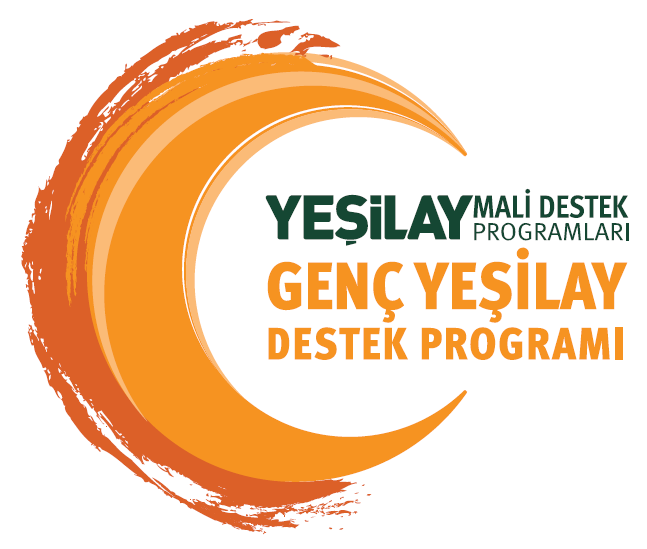 YEŞİLAY MALİ DESTEK
PROGRAMLARI
GENÇ YEŞİLAY
DESTEK PROGRAMI